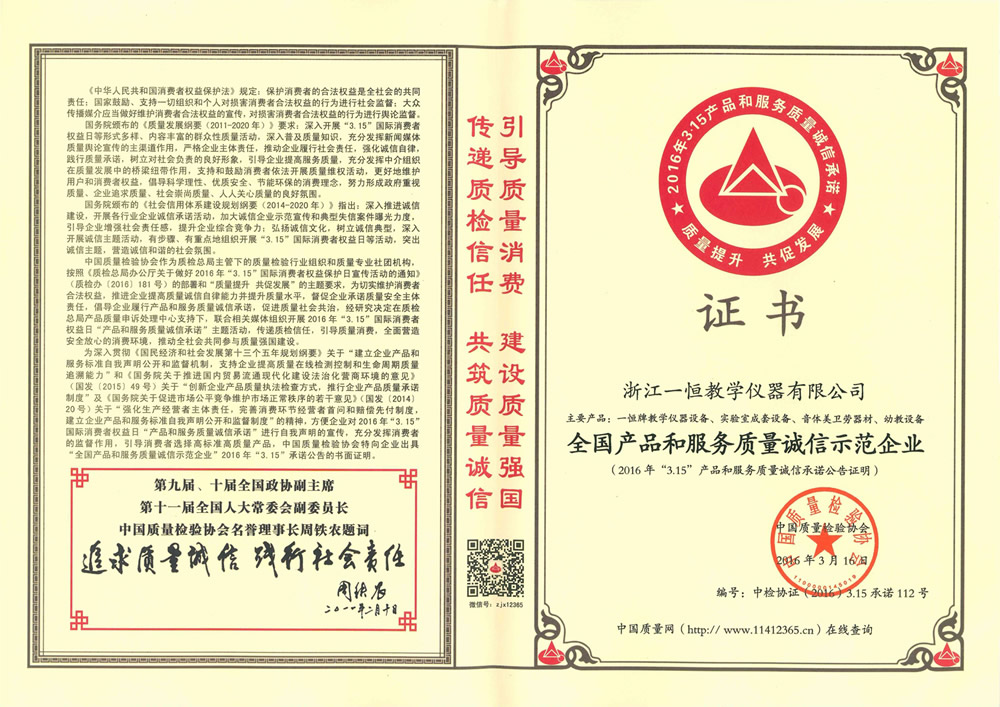 《中华人民共和国消费者权益保护法》规定：保护消费者的合法权益是全社会的共同
责任；国家鼓励、支持一切组织和个人对损害消费者合法权益的行为进行社会监督；大众
传播媒介应当做好维护消费者合法权益的宣传，对损害消费者合法权益的行为进行舆论监督。
国务院颁布的《质量发展纲要（2011-2020年）》要求：深入开展“3.15”国际消费者
权益日等形式多样、内容丰富的群众性质量活动，深入普及质量知识，充分发挥新闻媒体
质量舆论宣传的主渠道作用，严格企业主体责任，推动企业履行社会责任，强化诚信自律，
践行质量承诺，树立对社会负责的良好形象，引导企业提高服务质量，充分发挥中介组织
在质量发展中的桥梁纽带作用，支持和鼓励消费者依法开展质量维权活动，更好地维护
用户和消费者权益，倡导科学理性、优质安全、节能环保的消费理念，努力形成政府重视
质量、企业追求质量、社会崇尚质量、人人关心质量的良好氛围。
国务院颁布的《社会信用体系建设规划纲要（2014-2020年）》指出：深入推进诚信
建设，开展各行业企业诚信承诺活动，加大诚信企业示范宣传和典型失信案件曝光力度，
引导企业增强社会责任感，提升企业综合竞争力；弘扬诚信文化，树立诚信典型，深入
开展诚信主题活动，有步骤、有重点地组织开展“3.15”国际消费者权益日等活动，突出
诚信主题，营造诚信和谐的社会氛围。
中国质量检验协会作为质检总局主管下的质量检验行业组织和质量专业社团机构，
按照《质检总局办公厅关于做好2016年“3.15”国际消费者权益保护日宣传活动的通知》
（质检办〔2016〕181号）的部署和“质量提升 共促发展”的主题要求，为切实维护消费者
合法权益，推进企业提高质量诚信自律能力并提升质量水平，督促企业承诺质量安全主体
责任，倡导企业履行产品和服务质量诚信承诺，促进质量社会共治，经研究决定在质检
总局产品质量申诉处理中心支持下，联合相关媒体组织开展2016年“3.15”国际消费者
权益日“产品和服务质量诚信承诺”主题活动，传递质检信任，引导质量消费，全面营造
安全放心的消费环境，推动全社会共同参与质量强国建设。
为深入贯彻《国民经济和社会发展第十三个五年规划纲要》关于“建立企业产品和
服务标准自我声明公开和监督机制，支持企业提高质量在线检测控制和生命周期质量
追溯能力”和《国务院关于推进国内贸易流通现代化建设法治化营商环境的意见》
（国发〔2015〕49号）关于“创新企业产品质量执法检查方式，推行企业产品质量承诺
制度”及《国务院关于促进市场公平竞争维护市场正常秩序的若干意见》（国发〔2014〕
20号）关于“强化生产经营者主体责任，完善消费环节经营者首问和赔偿先付制度，
建立企业产品和服务标准自我声明公开和监督制度”的精神，方便企业对2016年“3.15”
国际消费者权益日“产品和服务质量诚信承诺”进行自我声明的宣传，充分发挥消费者
的监督作用，引导消费者选择高标准高质量产品，中国质量检验协会特向企业出具
“全国产品和服务质量诚信示范企业”2016年“3.15”承诺公告的书面证明。
第九届、十届全国政协副主席
第十一届全国人大常委会副委员长
中国质量检验协会名誉理事长周铁农题词
追求质量诚信 践行社会责任
周铁农
二〇一一年二月十日
引导质量消费 建设质量强国
传递质检信任 共筑质量诚信
微信号：zjx12365
2016年3·15产品和服务质量诚信承诺
★质量提升 共促发展★
证书
浙江一恒教学仪器有限公司
主要产品：一恒牌教学仪器设备、实验室成套设备、音体美卫劳器材、幼教设备
全国产品和服务质量诚信示范企业
（2016 年“3.15”产品和服务质量诚信承诺公告证明）
中国质量检验协会
中国质量检验协会
2016 年 3 月 16 日
1100000145019
编号：中检协证（2016）3.15 承诺 112 号
中国质量网（http:// www.11412365.cn）在线查询